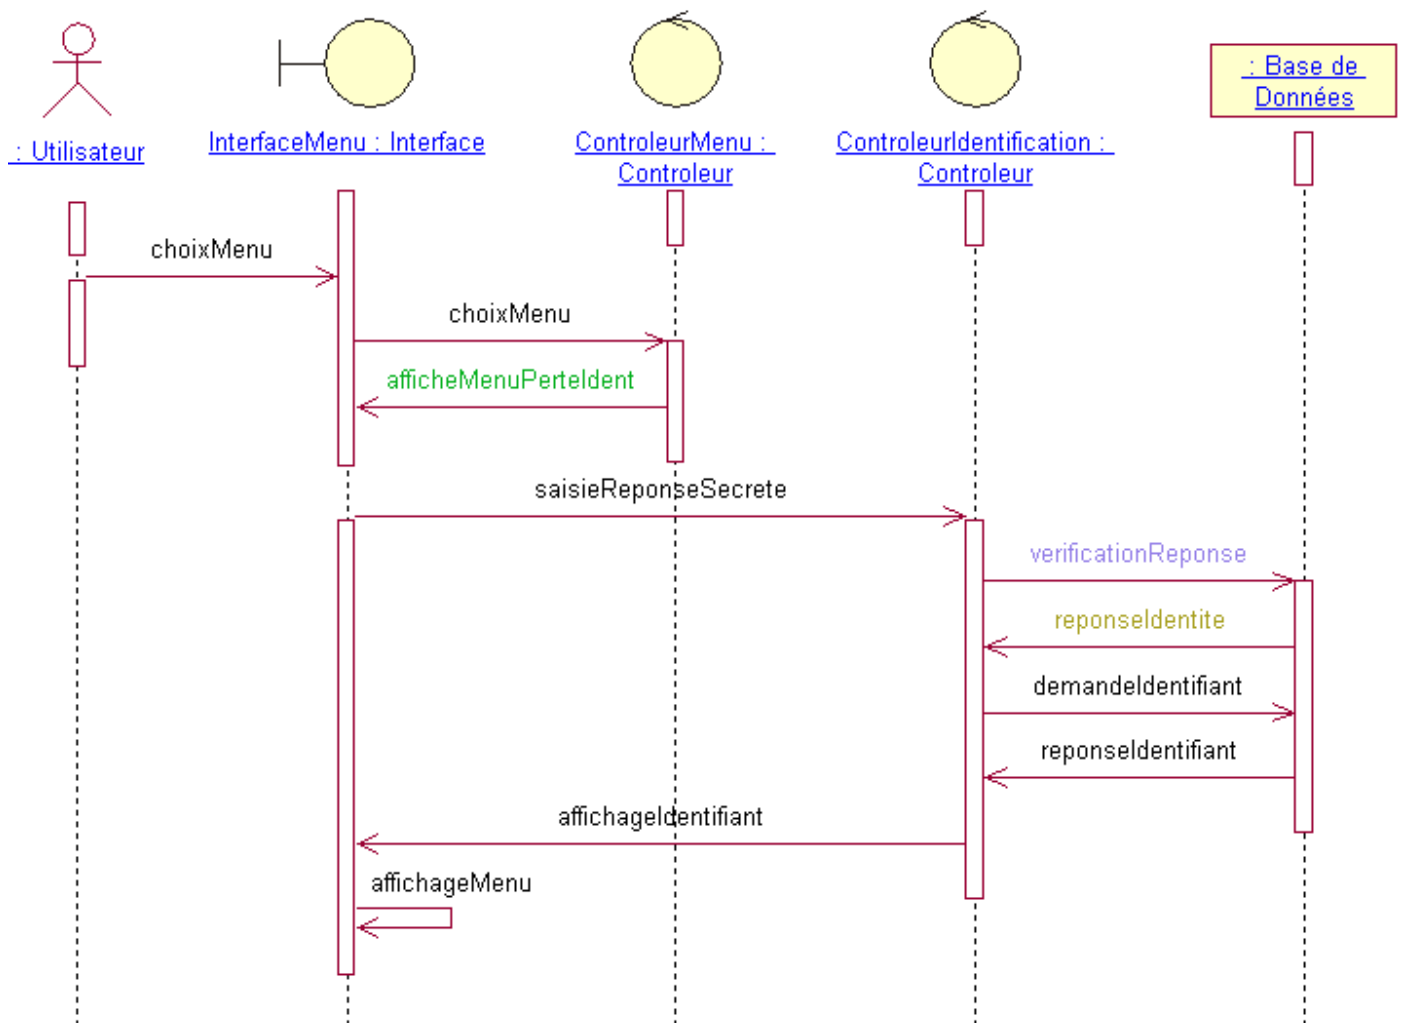 : Utilisateur
InterfaceMenu : Interface
ControleurMenu :
Controleur
ControleurIdentification :
Controleur
: Base de
Données
choixMenu
choixMenu
afficheMenuPerteIdent
saisieReponseSecrete
verificationReponse
reponseIdentite
demandeIdentifiant
reponseIdentifiant
affichageIdentifiant
affichageMenu